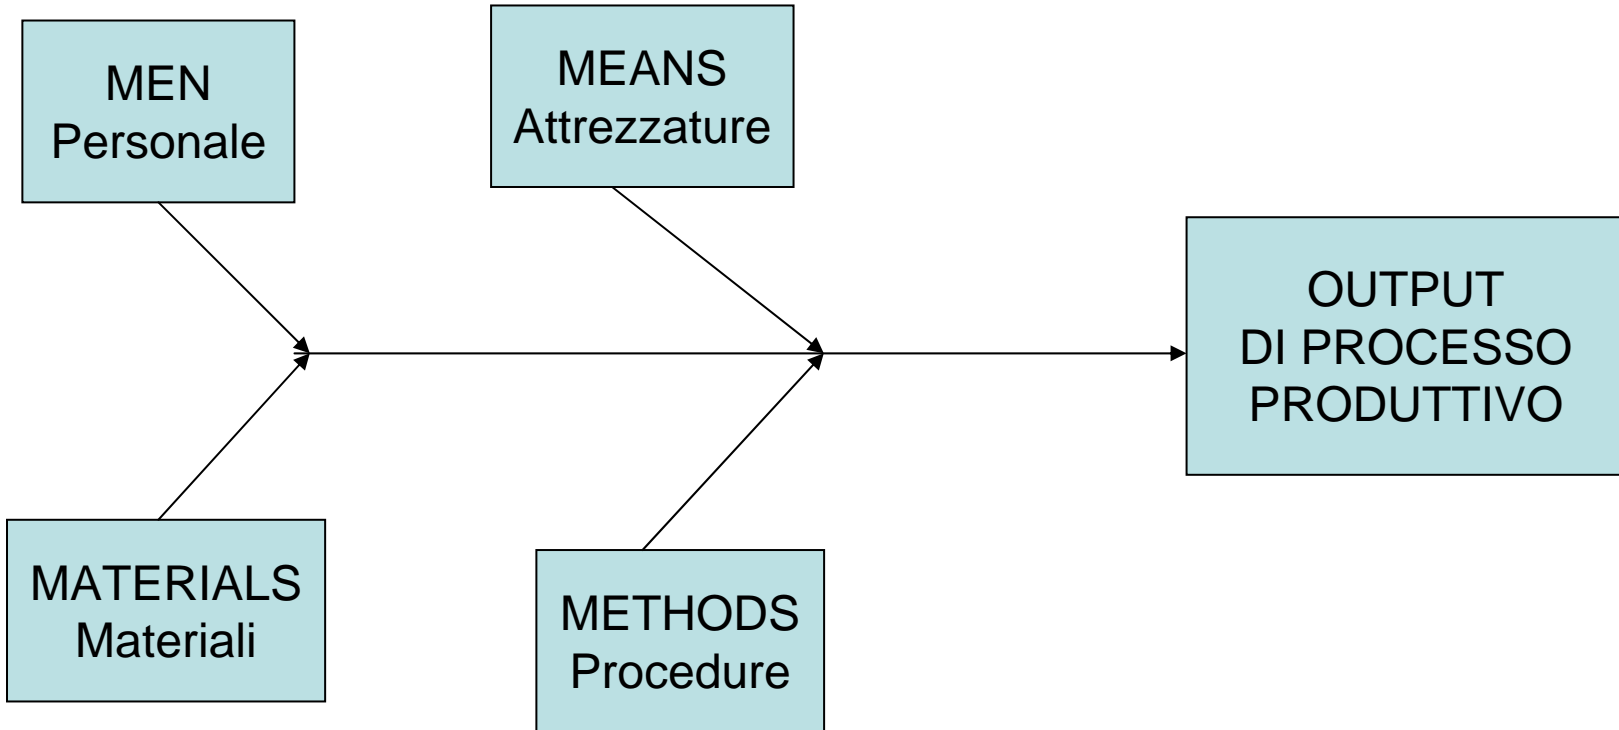 MEN
Personale
MEANS
Attrezzature
OUTPUT
DI PROCESSO
PRODUTTIVO
MATERIALS
Materiali
METHODS
Procedure